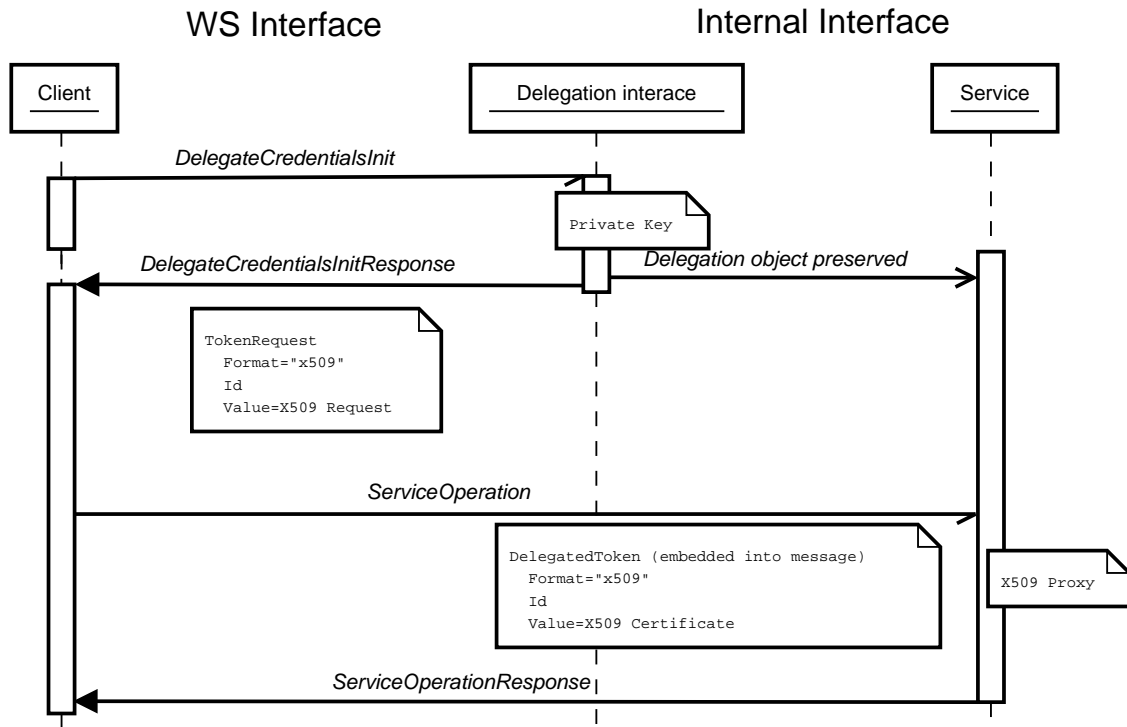 WS Interface
Internal Interface
Client
Delegation interace
Service
DelegateCredentialsInit
Private Key
DelegateCredentialsInitResponse
Delegation object preserved
TokenRequest
Format="x509"
Id
Value=X509 Request
ServiceOperation
DelegatedToken (embedded into message)
Format="x509"
Id
Value=X509 Certificate
X509 Proxy
ServiceOperationResponse